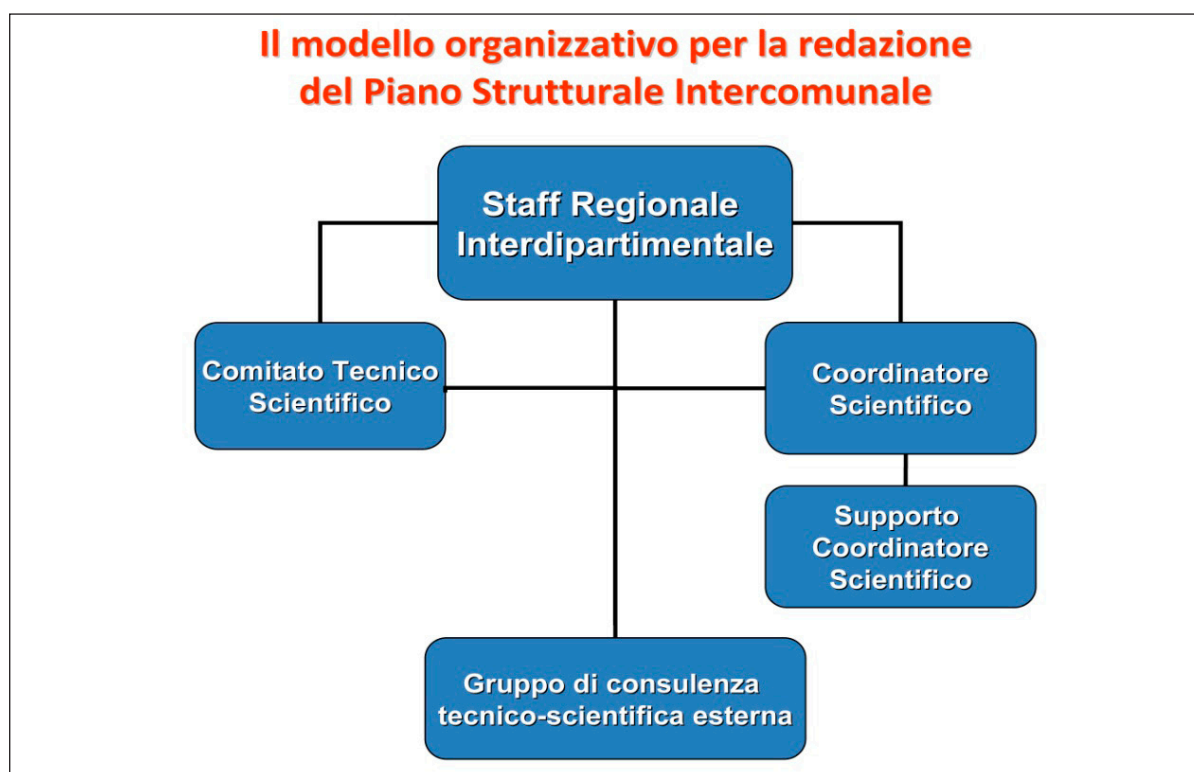 Il modello organizzativo per la redazione
del Piano Strutturale Intercomunale
Staff Regionale
Interdipartimentale
Comitato Tecnico
Scientifico
Coordinatore
Scientifico
Supporto
Coordinatore
Scientifico
Gruppo di consulenza
tecnico-scientifica esterna